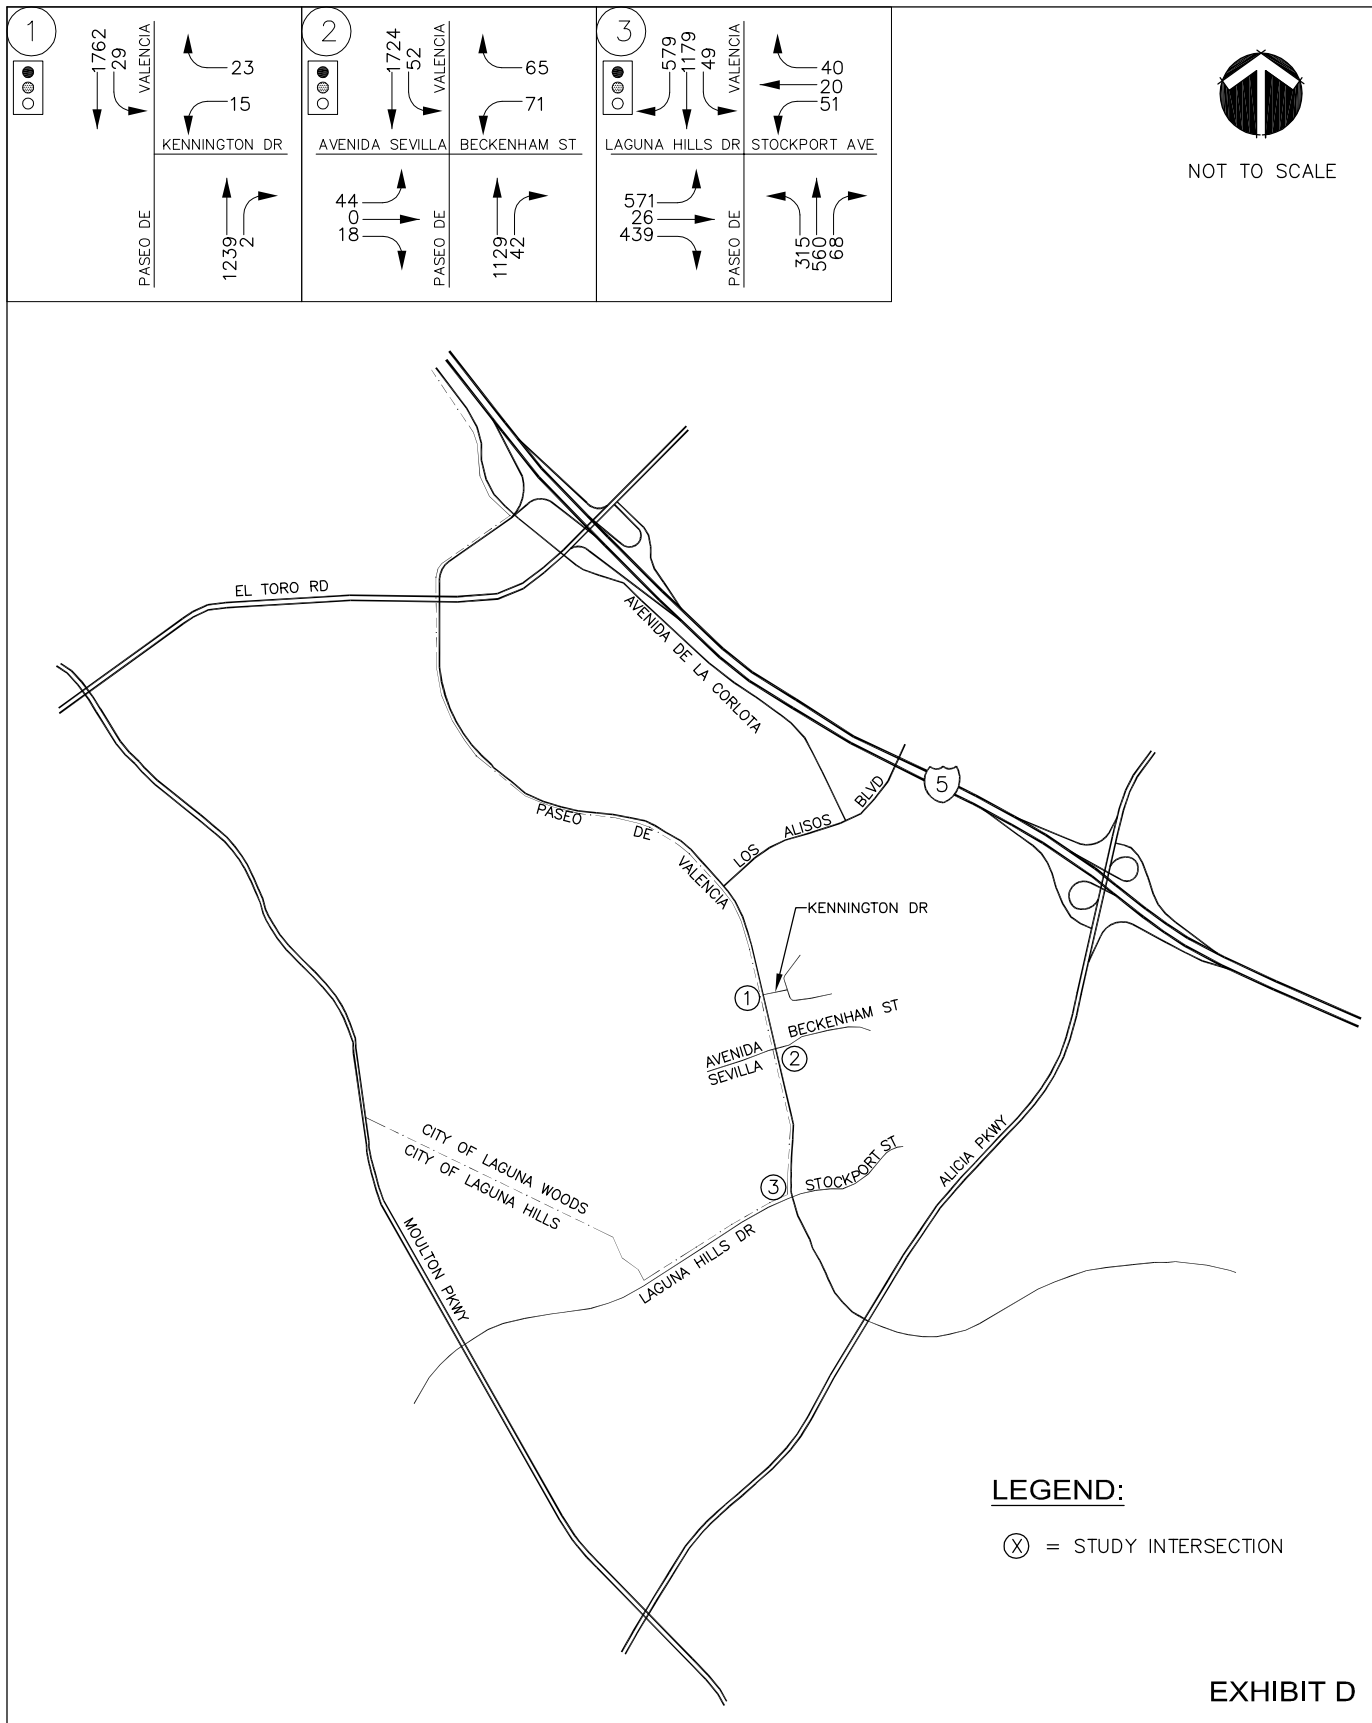 1
1762
29
VALENCIA
23
15
KENNINGTON DR
PASEO DE
1239
2
2
1724
52
VALENCIA
65
71
AVENIDA SEVILLA
BECKENHAM ST
44
0
18
PASEO DE
1129
42
3
579
1179
49
VALENCIA
40
20
51
LAGUNA HILLS DR
STOCKPORT AVE
571
26
439
PASEO DE
315
560
68
NOT TO SCALE
EL TORO RD
AVENIDA DE LA CORLOTA
5
PASEO DE VALENCIA
LOS ALISOS BLVD
KENNINGTON DR
1
BECKENHAM ST
AVENIDA
SEVILLA
2
CITY OF LAGUNA WOODS
CITY OF LAGUNA HILLS
3
STOCKPORT ST
ALICIA PKWY
LAGUNA HILLS DR
MOULTON PKWY
LEGEND:
X = STUDY INTERSECTION
EXHIBIT D